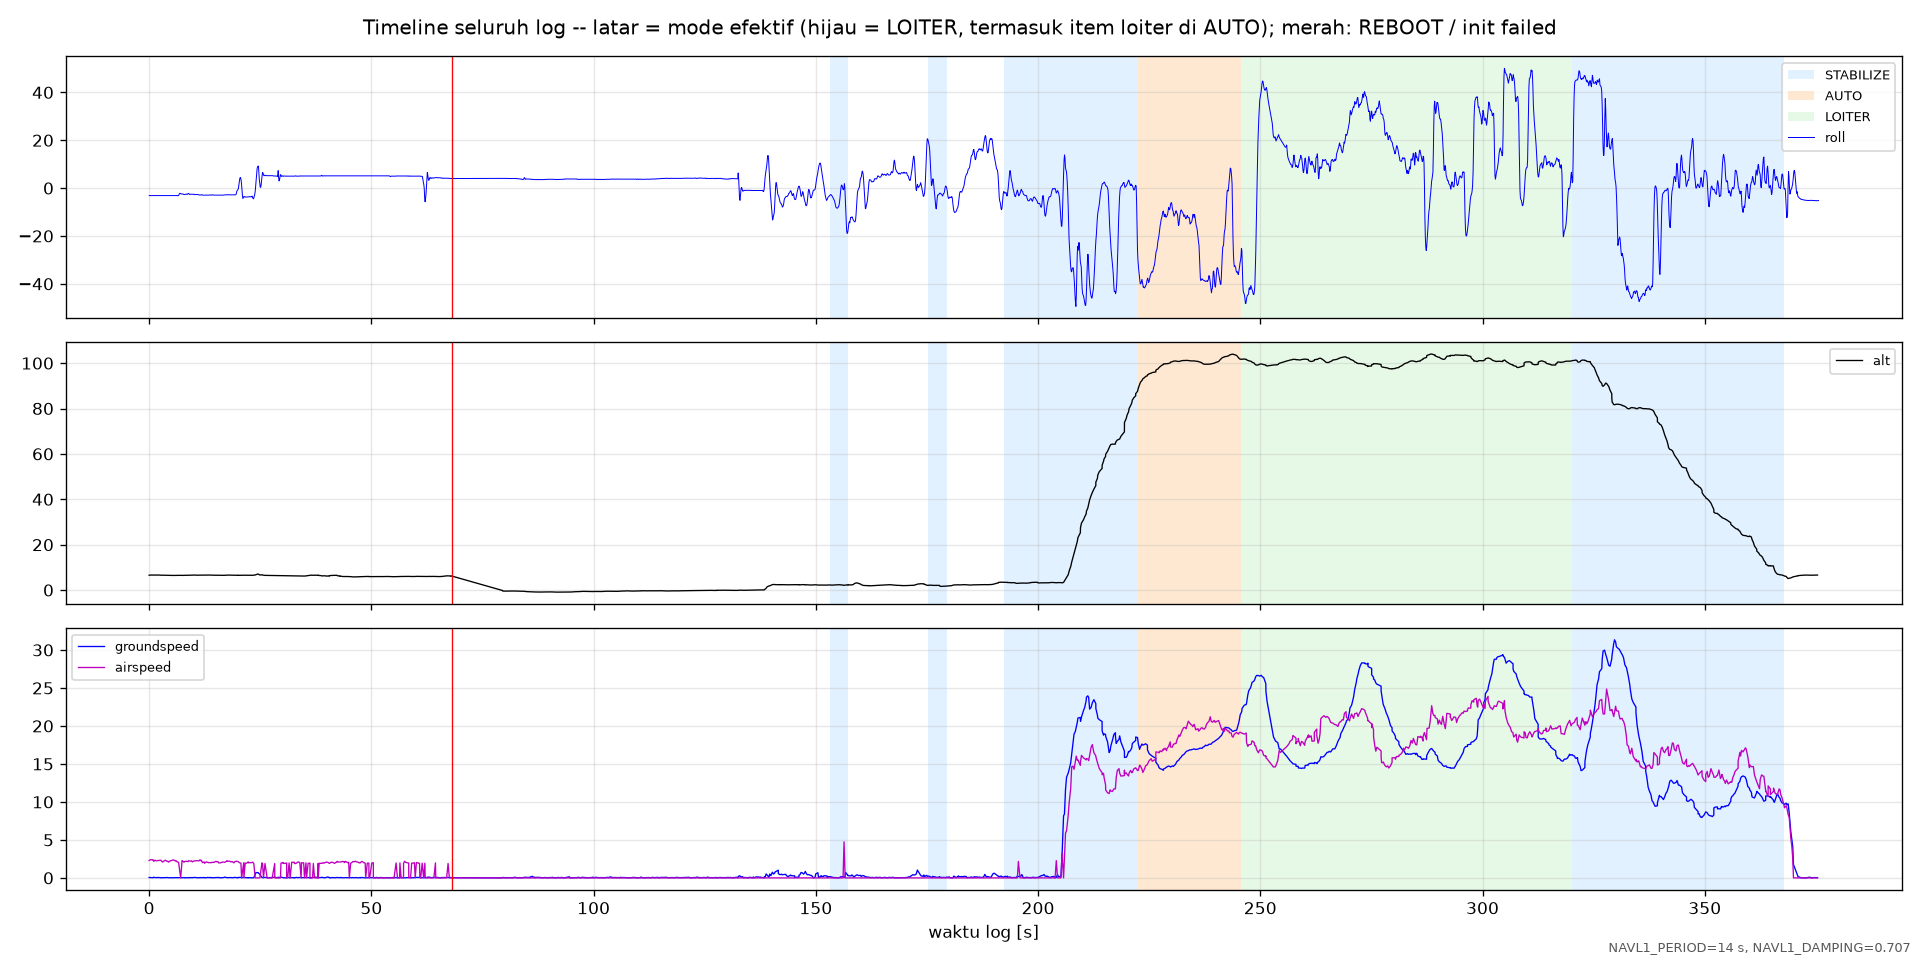 Timeline seluruh log -- latar = mode efektif (hijau = LOITER, termasuk item loiter di AUTO); merah: REBOOT / init failed
40
20
0
−20
−40
STABILIZE
AUTO
LOITER
roll
100
80
60
40
20
0
alt
30
25
20
15
10
5
0
groundspeed
airspeed
0 50 100 150 200 250 300 350
waktu log [s]
NAVL1_PERIOD=14 s, NAVL1_DAMPING=0.707